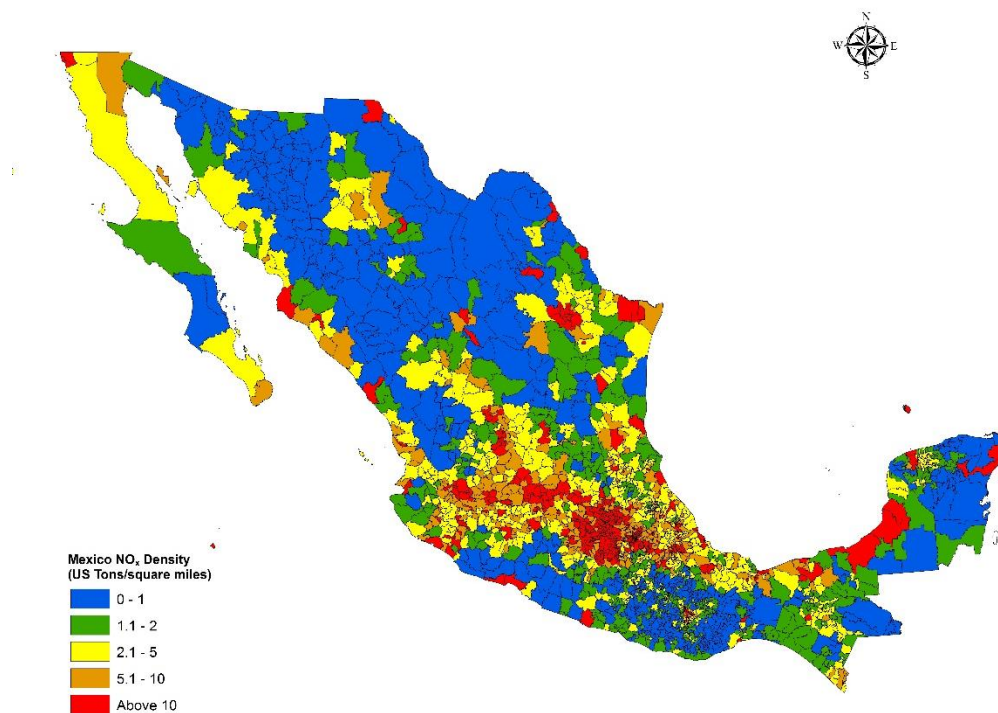 N
W E
S
Mexico NOₓ Density
(US Tons/square miles)
0 - 1
1.1 - 2
2.1 - 5
5.1 - 10
Above 10